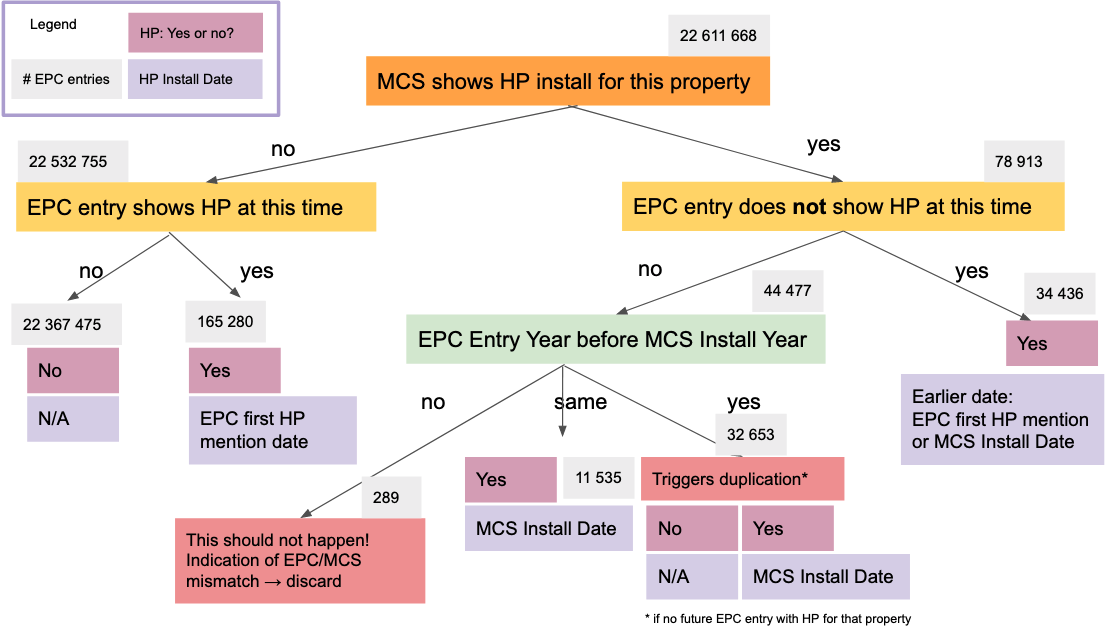 Legend
HP: Yes or no?
# EPC entries
HP Install Date
22 611 668
MCS shows HP install for this property
no
yes
22 532 755
78 913
EPC entry shows HP at this time
EPC entry does not show HP at this time
no
yes
no
yes
22 367 475
165 280
44 477
34 436
No
N/A
Yes
EPC first HP
mention date
EPC Entry Year before MCS Install Year
Yes
Earlier date:
EPC first HP mention
or MCS Install Date
no
same
yes
289
This should not happen!
Indication of EPC/MCS
mismatch → discard
Yes
11 535
MCS Install Date
32 653
Triggers duplication*
No
Yes
N/A
MCS Install Date
* if no future EPC entry with HP for that property